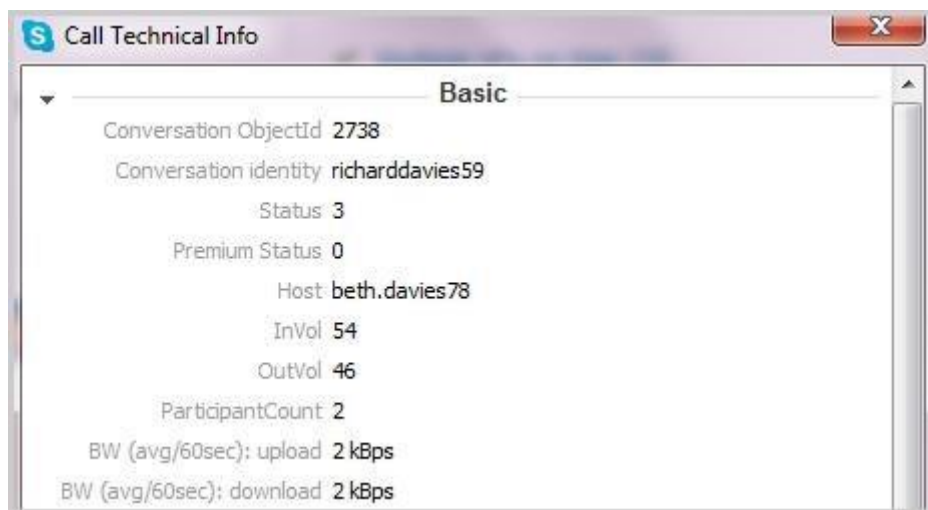 Call Technical Info
Basic
Conversation ObjectId 2738
Conversation identity richarddavies59
Status 3
Premium Status 0
Host beth.davies78
InVol 54
OutVol 46
ParticipantCount 2
BW (avg/60sec): upload 2 kBps
BW (avg/60sec): download 2 kBps